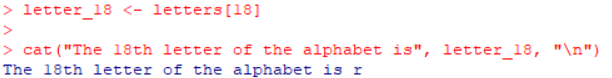 > letter_18 <- letters[18]
>
> cat("The 18th letter of the alphabet is", letter_18, "\n")
The 18th letter of the alphabet is r